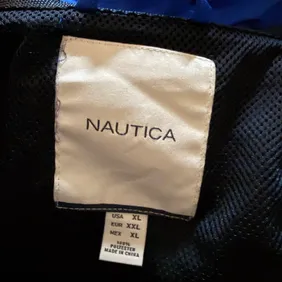 NAUTICA
USA XL
EUR XXL
MEX XL
100%
POLYESTER
MADE IN CHINA